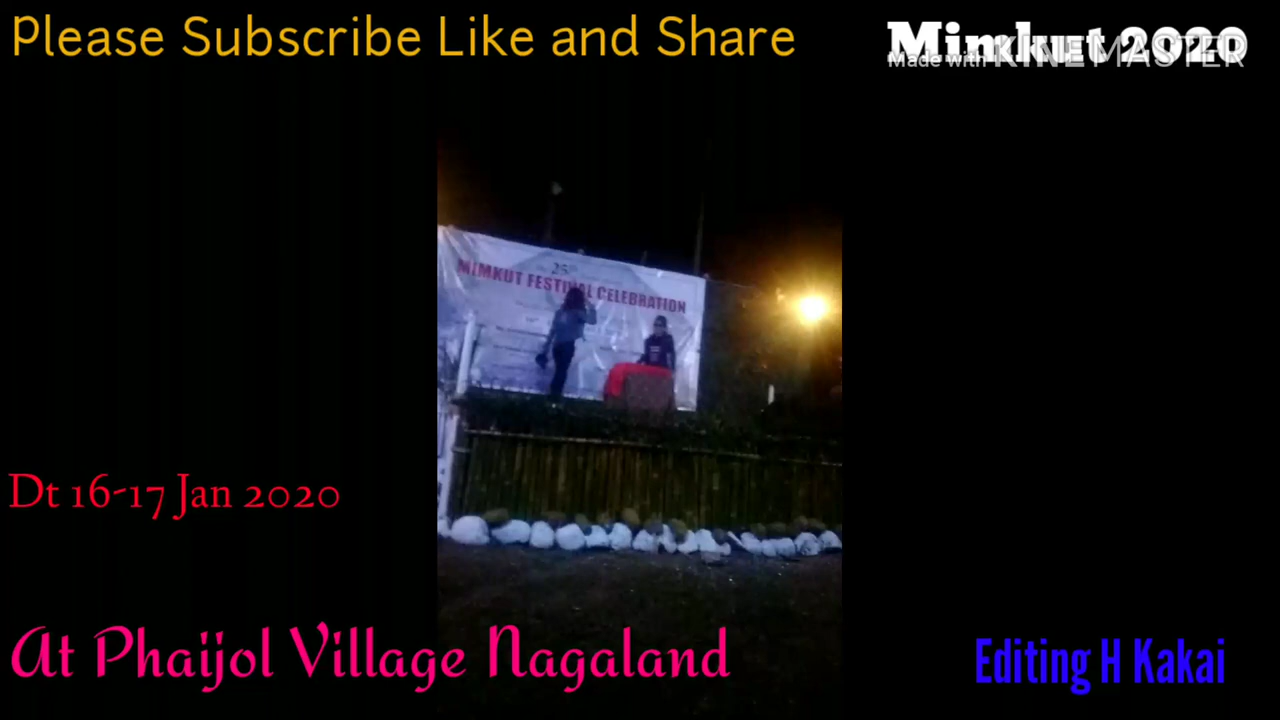 Please Subscribe Like and Share
Mimkut 2020
Made with KINEMASTER
25th
MIMKUT FESTIVAL CELEBRATION
Dt 16-17 Jan 2020
At Phaijol Village Nagaland
Editing H Kakai